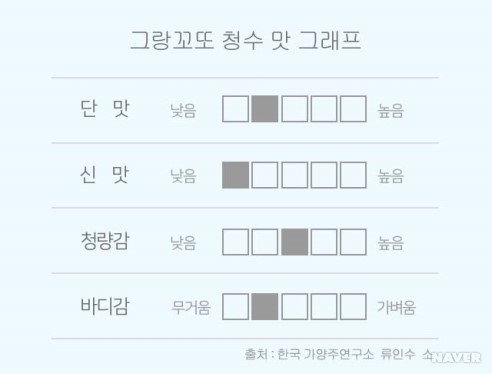 그랑꼬또 청수 맛 그래프
단 맛 낮음 높음
신 맛 낮음 높음
청량감 낮음 높음
바디감 무거움 가벼움
출처 : 한국 가양주연구소 류인수 소
NAVER